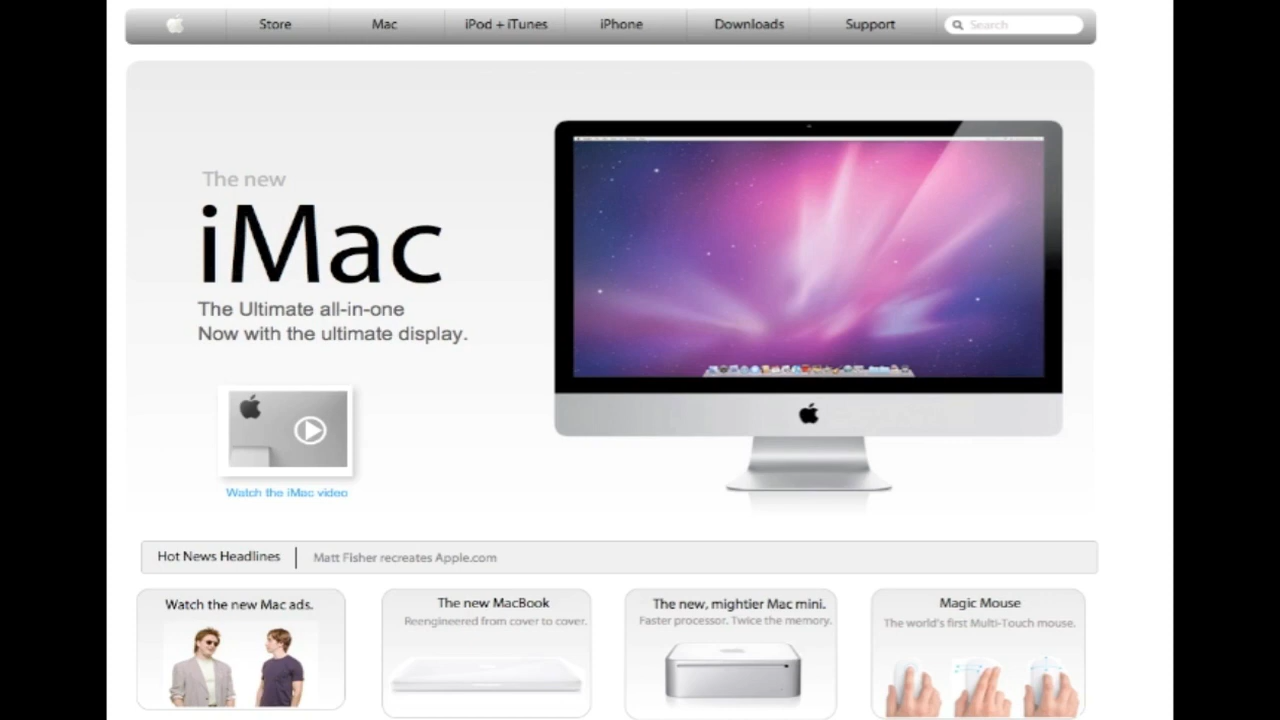 Store Mac iPod + iTunes iPhone Downloads Support Search
The new
iMac
The Ultimate all-in-one
Now with the ultimate display.
Watch the iMac video
Hot News Headlines Matt Fisher recreates Apple.com
Watch the new Mac ads.
The new MacBook
Reengineered from cover to cover.
The new, mightier Mac mini.
Faster processor. Twice the memory.
Magic Mouse
The world's first Multi-Touch mouse.